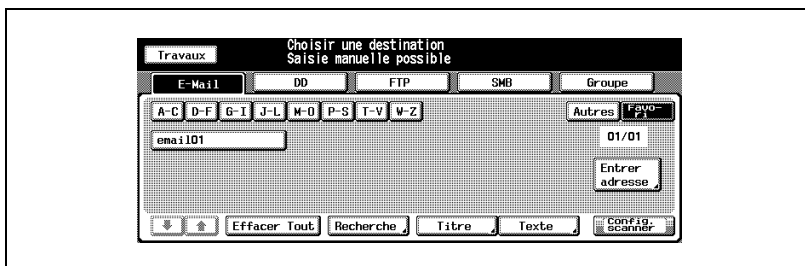 Travaux
Choisir une destination
Saisie manuelle possible
E-Mail DD FTP SMB Groupe
A-C D-F G-I J-L M-O P-S T-V W-Z Autres Favo-
ri
email01 01/01
Entrer
adresse
Effacer Tout Recherche Titre Texte Config.
scanner